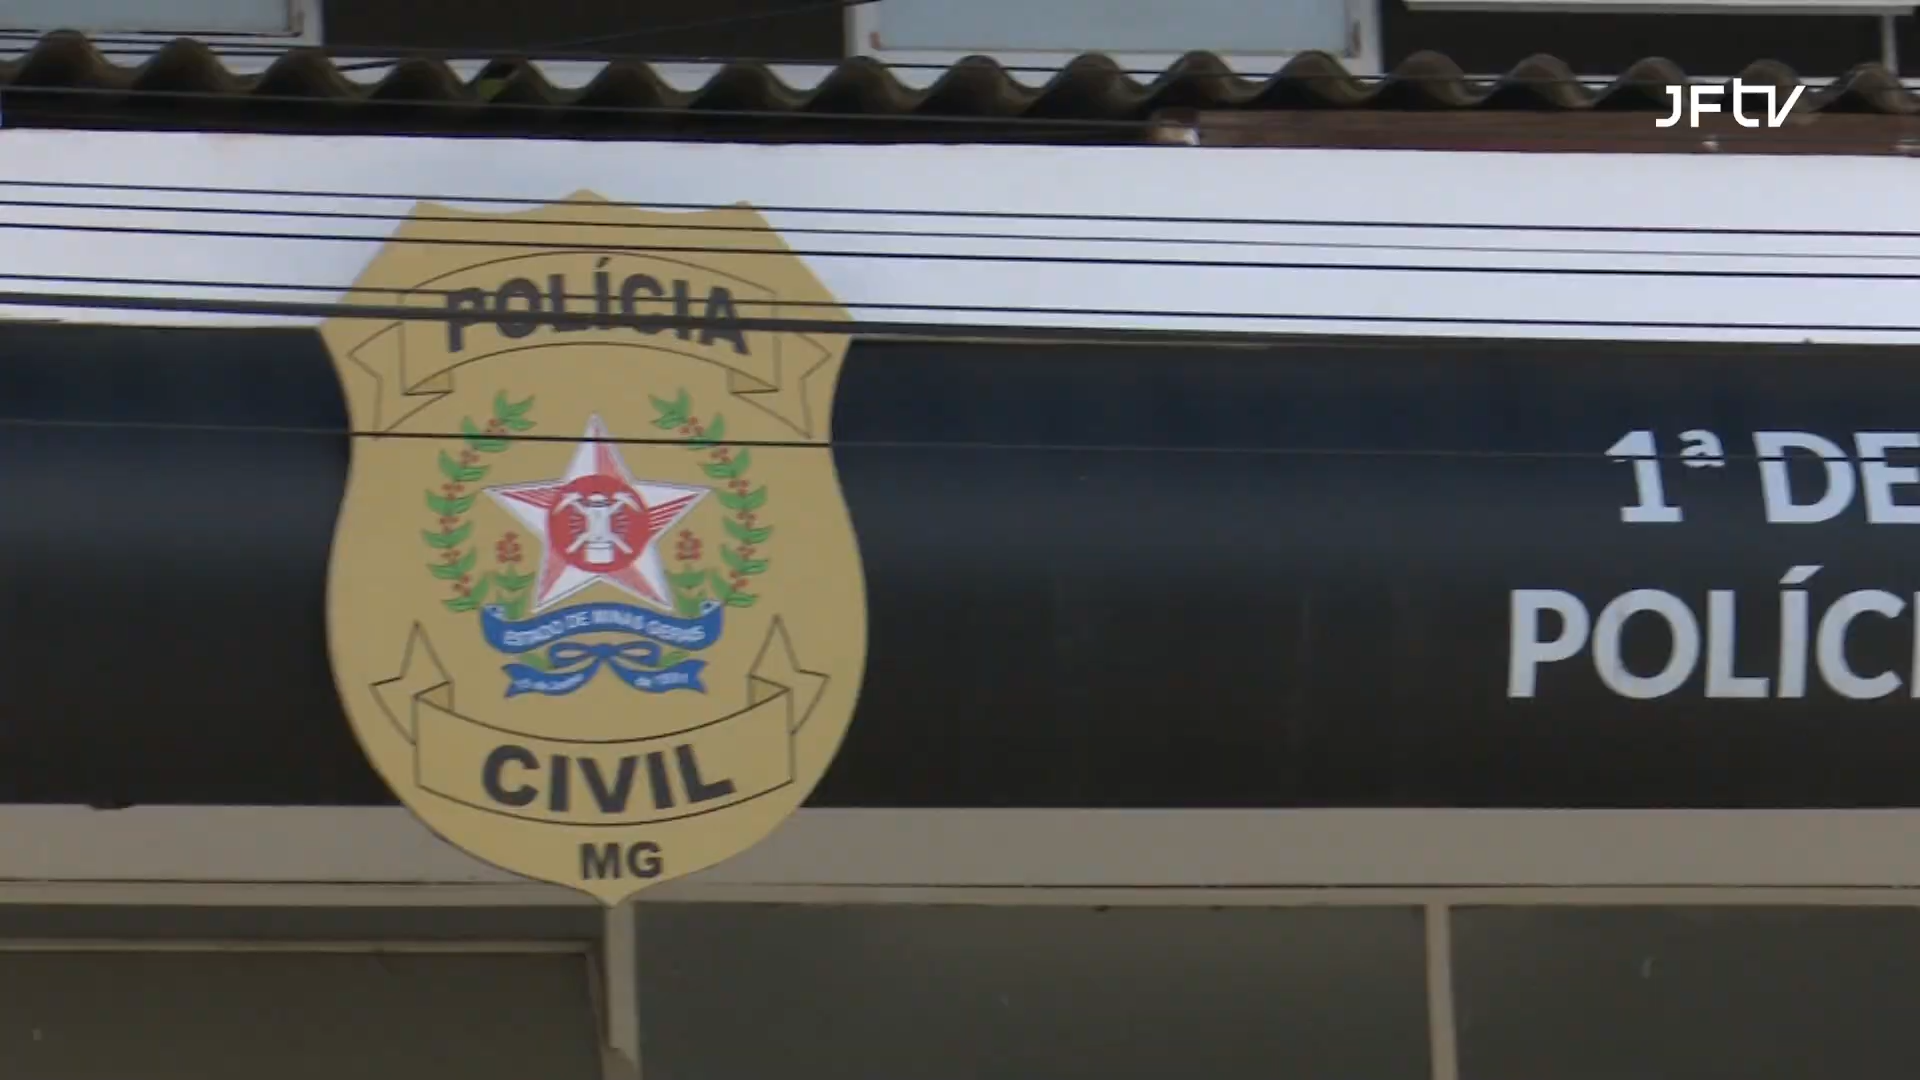 JFTV
POLÍCIA
ESTADO DE MINAS GERAIS
CIVIL
MG
1ª DE
POLÍC